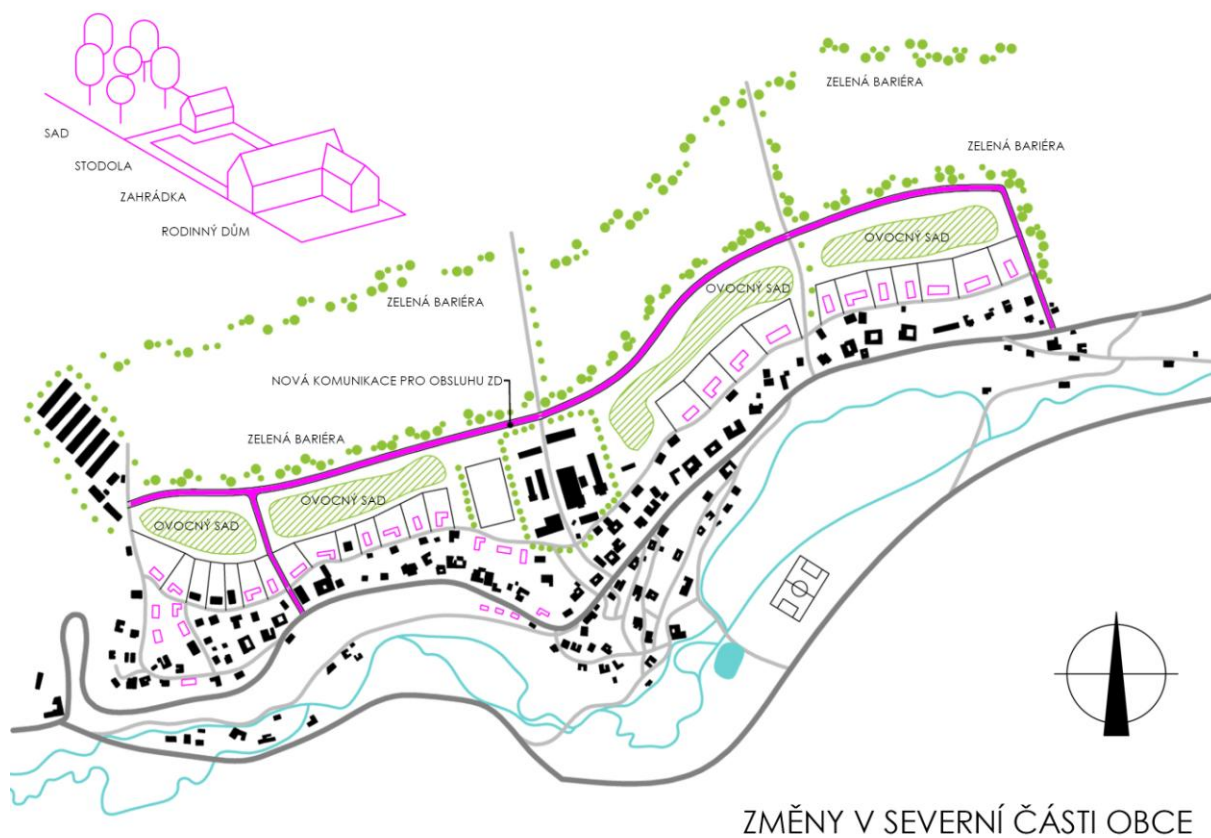 ZELENÁ BARIÉRA
ZELENÁ BARIÉRA
SAD
STODOLA
ZAHRÁDKA
RODINNÝ DŮM
OVOCNÝ SAD
OVOCNÝ SAD
ZELENÁ BARIÉRA
NOVÁ KOMUNIKACE PRO OBSLUHU ZD
ZELENÁ BARIÉRA
OVOCNÝ SAD
OVOCNÝ SAD
ZMĚNY V SEVERNÍ ČÁSTI OBCE